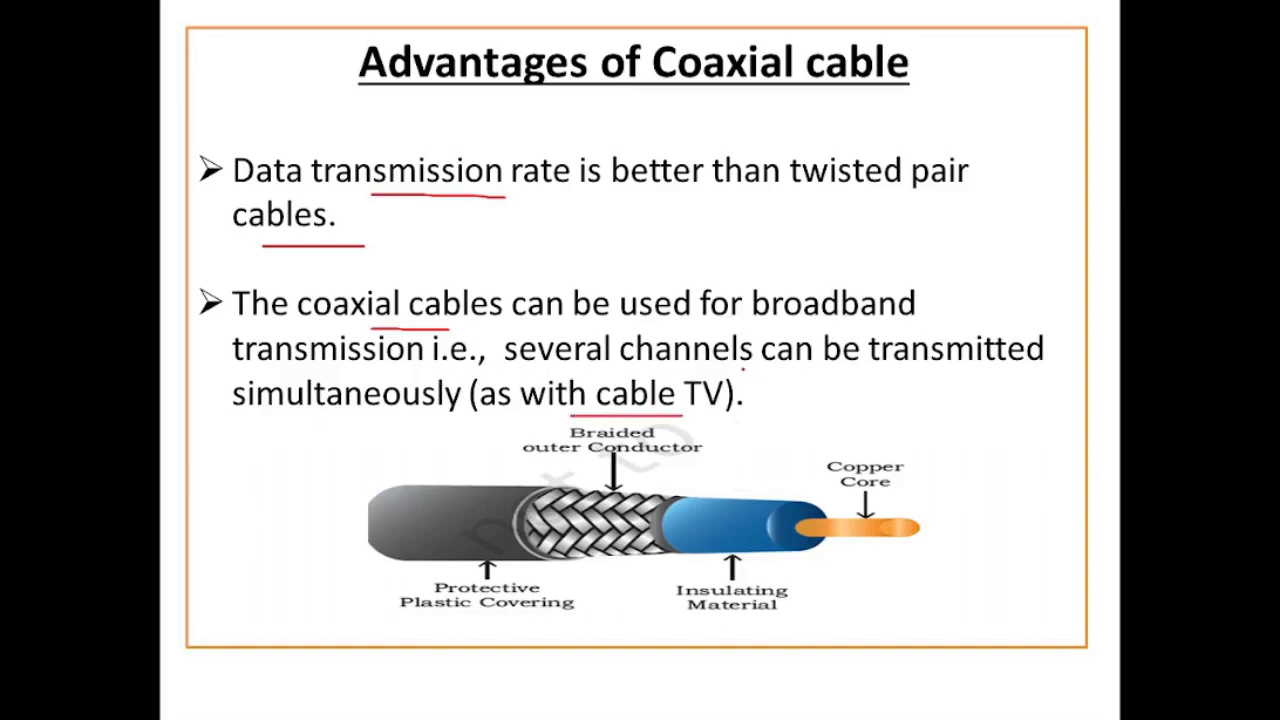 Advantages of Coaxial cable
➢ Data transmission rate is better than twisted pair
cables.
➢ The coaxial cables can be used for broadband
transmission i.e., several channels can be transmitted
simultaneously (as with cable TV).
Braided
outer Conductor
Copper
Core
Protective
Plastic Covering
Insulating
Material